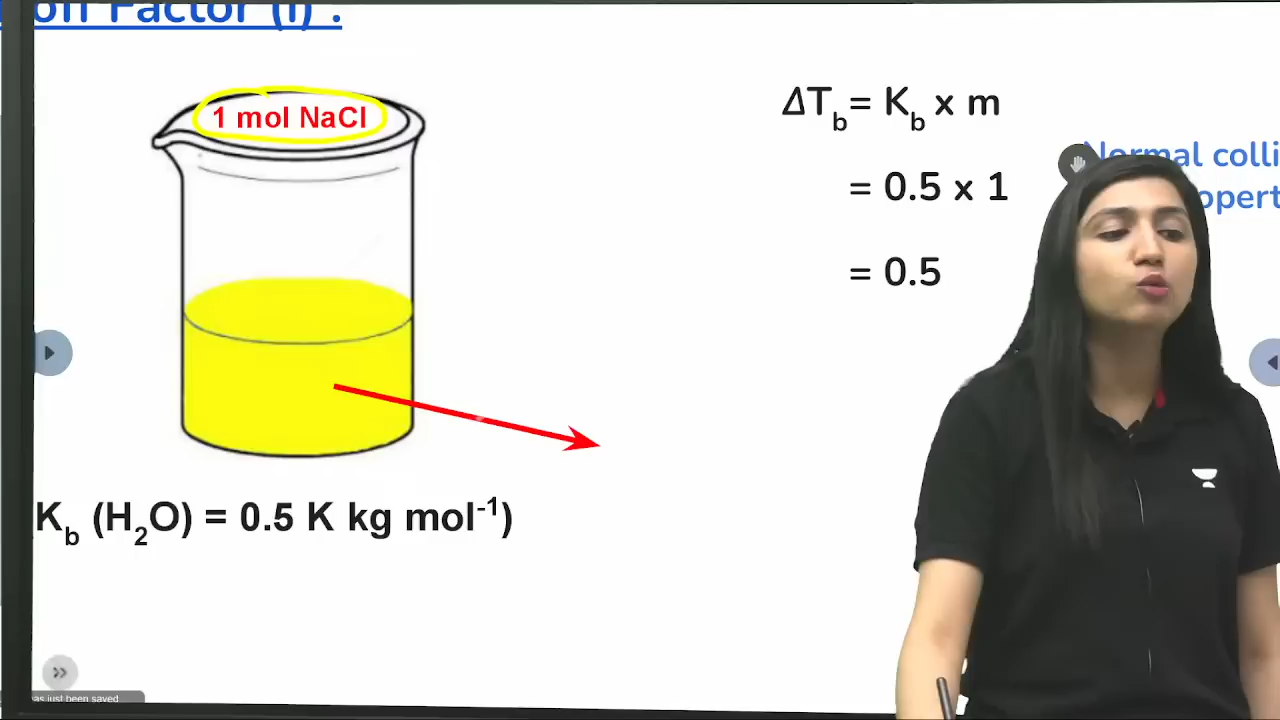 on Factor (i) :
1 mol NaCl
ΔT_b = K_b x m
Normal colli
= 0.5 x 1
opert
= 0.5
K_b (H₂O) = 0.5 K kg mol⁻¹)
as just been saved